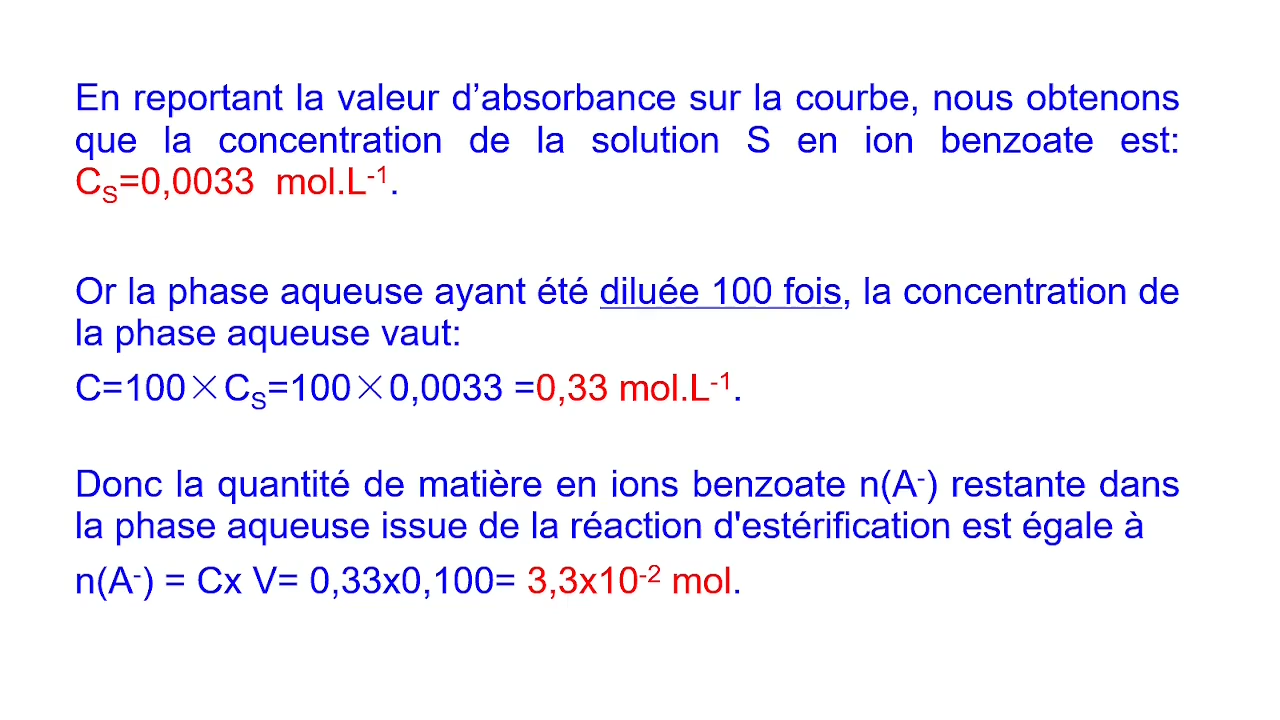 En reportant la valeur d’absorbance sur la courbe, nous obtenons
que la concentration de la solution S en ion benzoate est:
C_S=0,0033 mol.L⁻¹.
Or la phase aqueuse ayant été diluée 100 fois, la concentration de
la phase aqueuse vaut:
C=100×C_S=100×0,0033 =0,33 mol.L⁻¹.
Donc la quantité de matière en ions benzoate n(A⁻) restante dans
la phase aqueuse issue de la réaction d'estérification est égale à
n(A⁻) = Cx V= 0,33x0,100= 3,3x10⁻² mol.